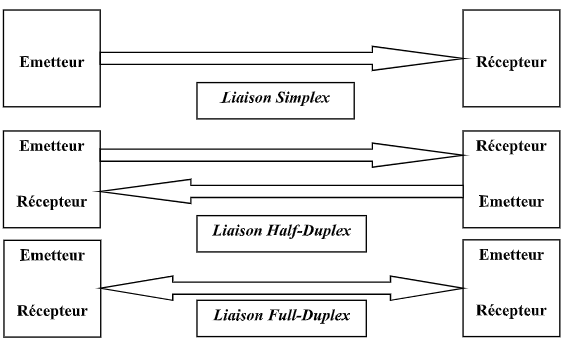 Emetteur
Récepteur
Liaison Simplex
Emetteur
Récepteur
Récepteur
Emetteur
Liaison Half-Duplex
Emetteur
Emetteur
Récepteur
Récepteur
Liaison Full-Duplex